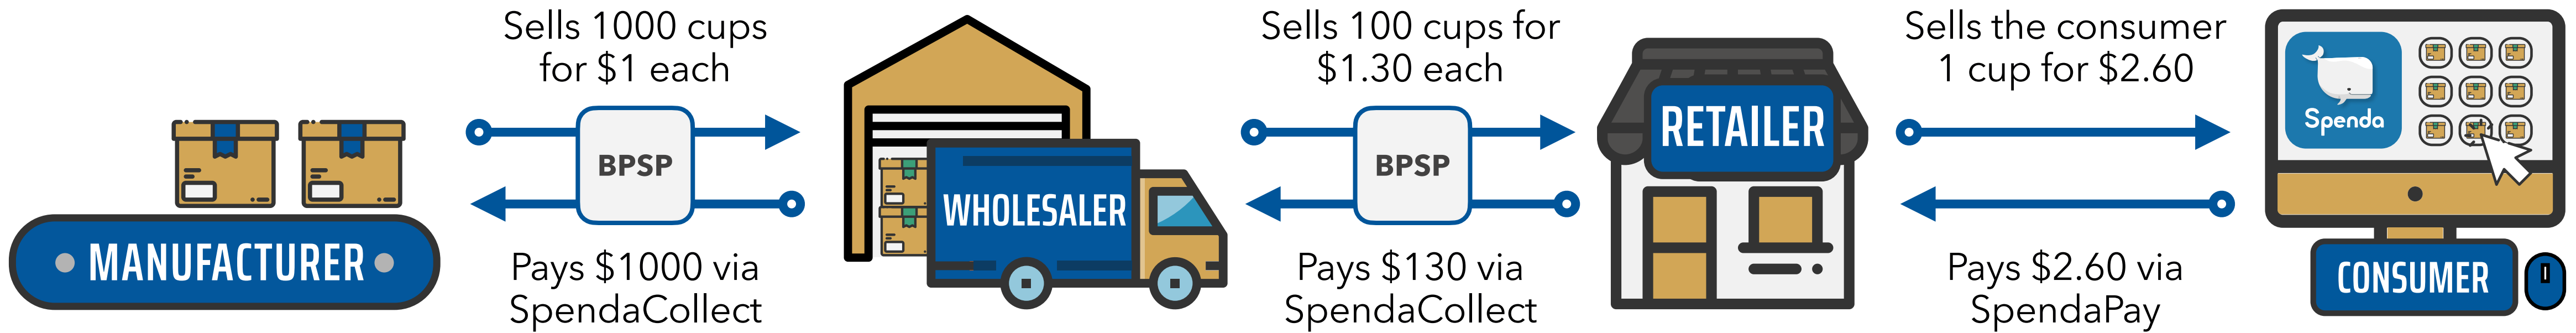 Sells 1000 cups
for $1 each
BPSP
Pays $1000 via
SpendaCollect
MANUFACTURER
WHOLESALER
Sells 100 cups for
$1.30 each
BPSP
Pays $130 via
SpendaCollect
RETAILER
Sells the consumer
1 cup for $2.60
Pays $2.60 via
SpendaPay
Spenda
CONSUMER